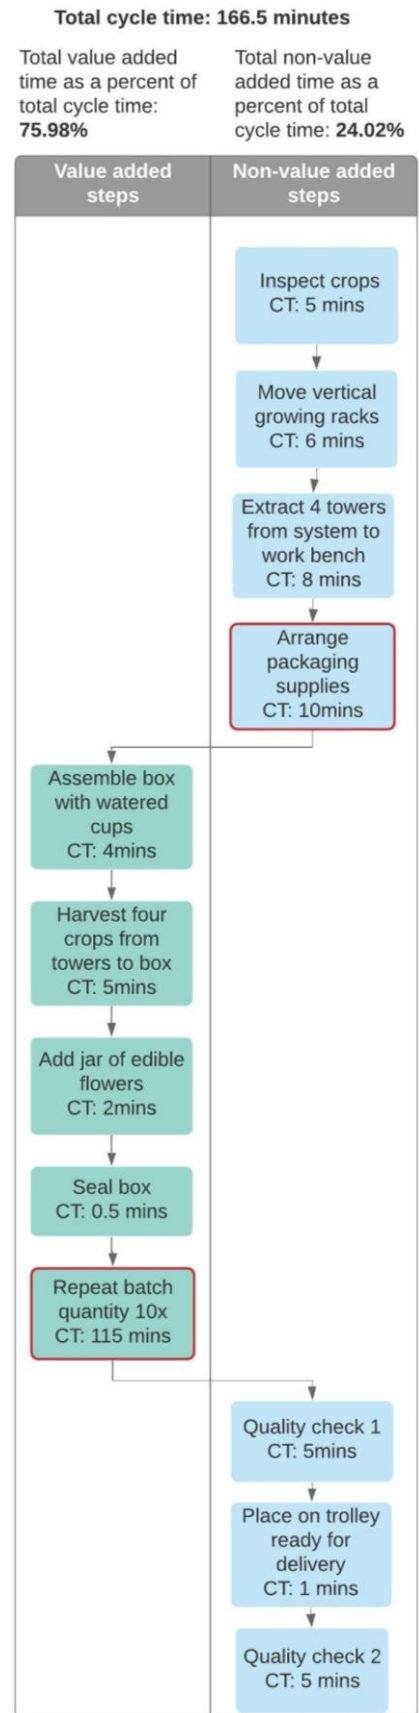 Total cycle time: 166.5 minutes
Total value added
time as a percent of
total cycle time:
75.98%
Total non-value
added time as a
percent of total
cycle time: 24.02%
Value added
steps
Non-value added
steps
Inspect crops
CT: 5 mins
Move vertical
growing racks
CT: 6 mins
Extract 4 towers
from system to
work bench
CT: 8 mins
Arrange
packaging
supplies
CT: 10mins
Assemble box
with watered
cups
CT: 4mins
Harvest four
crops from
towers to box
CT: 5mins
Add jar of edible
flowers
CT: 2mins
Seal box
CT: 0.5 mins
Repeat batch
quantity 10x
CT: 115 mins
Quality check 1
CT: 5mins
Place on trolley
ready for
delivery
CT: 1 mins
Quality check 2
CT: 5 mins